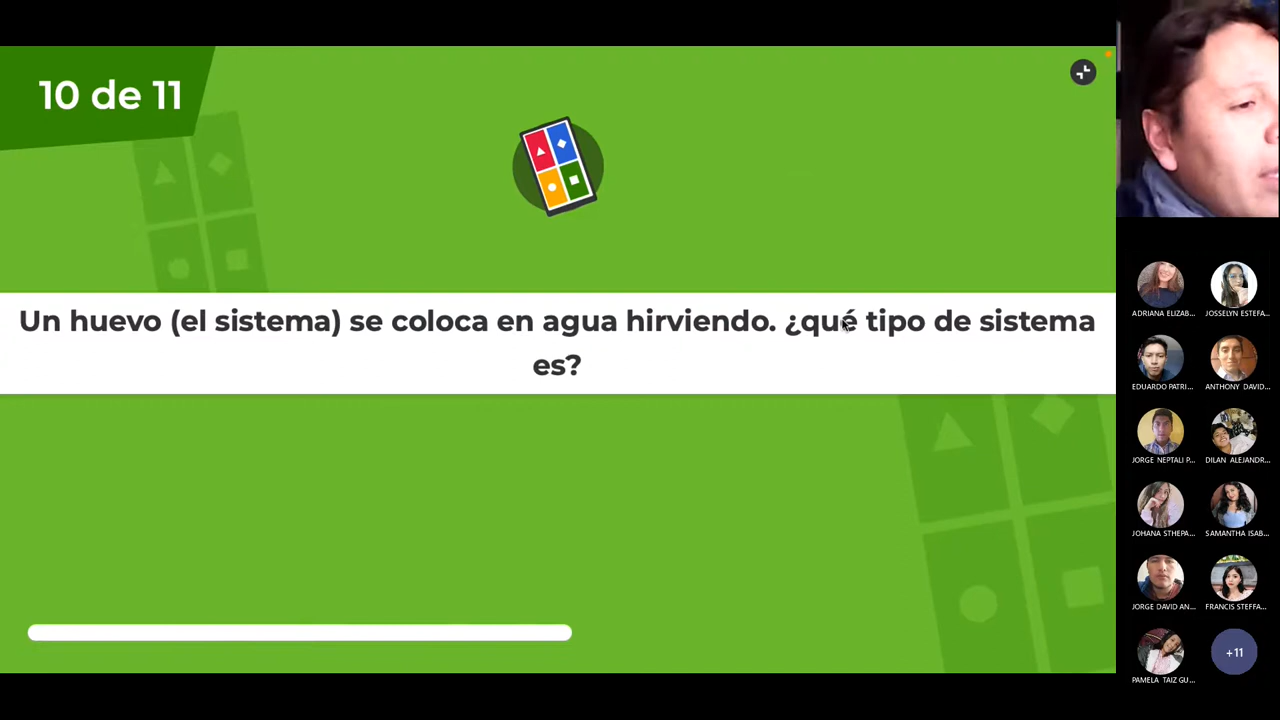 10 de 11
Un huevo (el sistema) se coloca en agua hirviendo. ¿qué tipo de sistema
es?
ADRIANA ELIZAB...
JOSSELYN ESTEFA...
EDUARDO PATRI...
ANTHONY DAVID...
JORGE NEPTALI P...
DILAN ALEJANDR...
JOHANA STHEPA...
SAMANTHA ISAB...
JORGE DAVID AN...
FRANCIS STEFFA...
PAMELA TAIZ GU...
+11